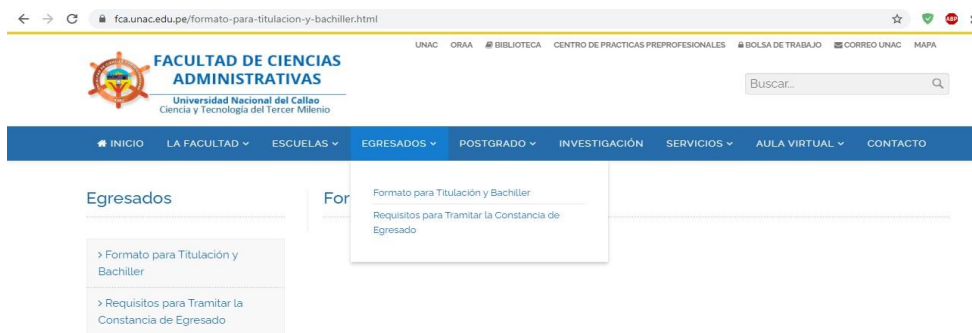 fca.unac.edu.pe/formato-para-titulacion-y-bachiller.html
ABP
UNAC ORAA BIBLIOTECA CENTRO DE PRACTICAS PREPROFESIONALES BOLSA DE TRABAJO CORREO UNAC MAPA
FACULTAD DE CIENCIAS
ADMINISTRATIVAS
Universidad Nacional del Callao
Ciencia y Tecnología del Tercer Milenio
Buscar...
INICIO LA FACULTAD ESCUELAS EGRESADOS POSTGRADO INVESTIGACIÓN SERVICIOS AULA VIRTUAL CONTACTO
Formato para Titulación y Bachiller
Requisitos para Tramitar la Constancia de
Egresado
Egresados
For
> Formato para Titulación y
Bachiller
> Requisitos para Tramitar la
Constancia de Egresado